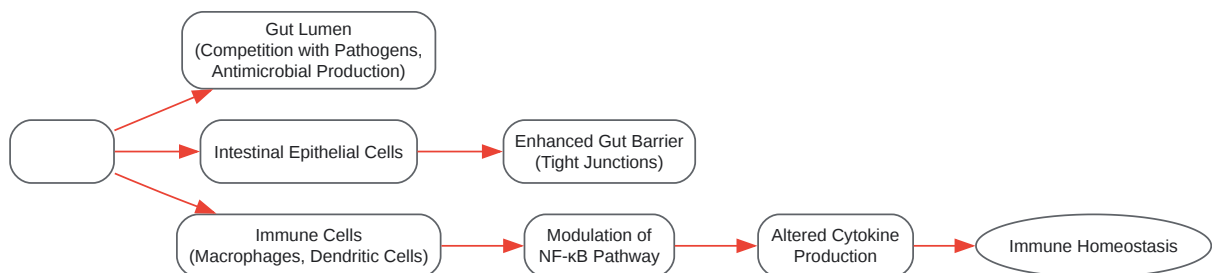 Gut Lumen
(Competition with Pathogens,
Antimicrobial Production)
Intestinal Epithelial Cells
Enhanced Gut Barrier
(Tight Junctions)
Immune Cells
(Macrophages, Dendritic Cells)
Modulation of
NF-κB Pathway
Altered Cytokine
Production
Immune Homeostasis